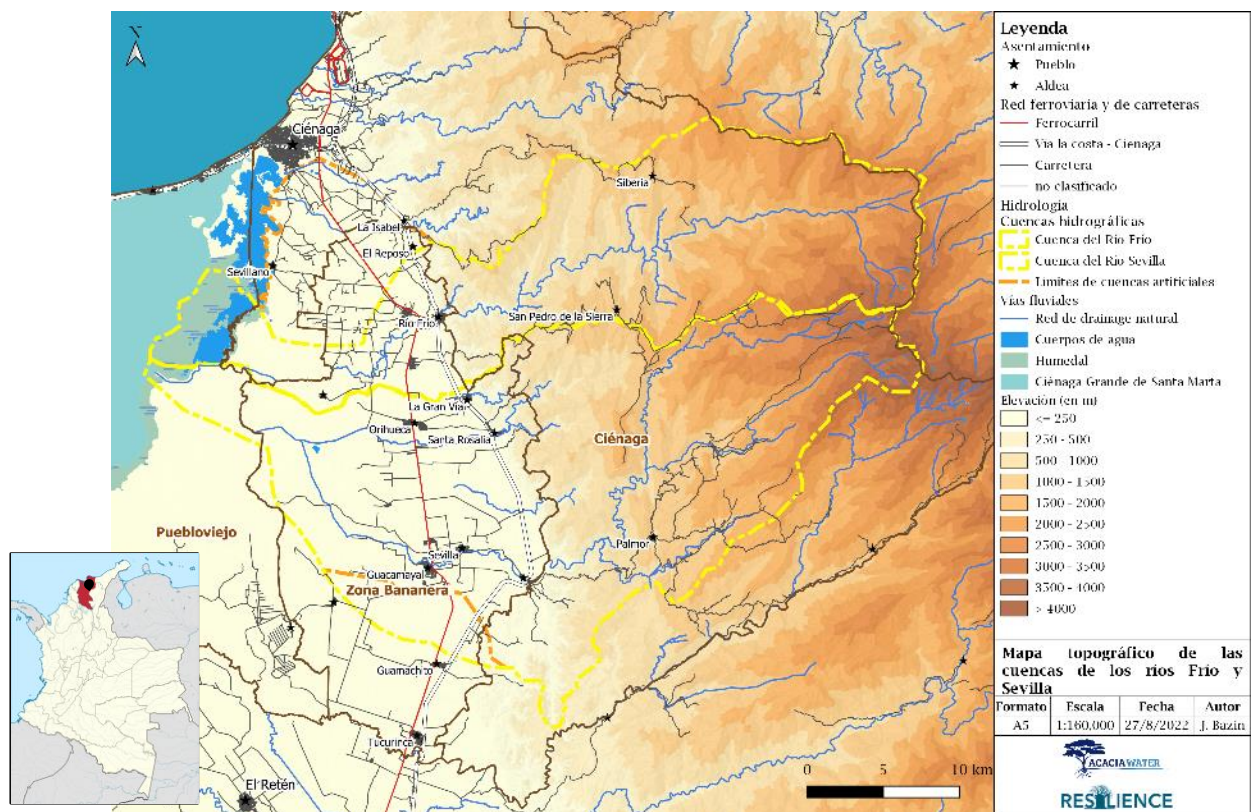 N
Ciénaga
Siberia
La Isabel
El Reposo
Sevillano
San Pedro de la Sierra
Río Frío
La Gran Vía
Orihueca
Santa Rosalia
Ciénaga
Puebloviejo
Sevilla
Palmor
Guacamayal
Zona Bananera
Guamachito
Tucurinca
El Retén
0 5 10 km
Leyenda
Asentamiento
Pueblo
Aldea
Red ferroviaria y de carreteras
Ferrocarril
Via la costa - Cienaga
Carretera
no clasificado
Hidrología
Cuencas hidrográficas
Cuenca del Río Frío
Cuenca del Río Sevilla
Limites de cuencas artificiales
Vías fluviales
Red de drainage natural
Cuerpos de agua
Humedal
Ciénaga Grande de Santa Marta
Elevación (en m)
<= 250
250 - 500
500 - 1000
1000 - 1500
1500 - 2000
2000 - 2500
2500 - 3000
3000 - 3500
3500 - 4000
> 4000
Mapa topográfico de las
cuencas de los rios Frío y
Sevilla
Formato Escala Fecha Autor
A5 1:160,000 27/8/2022 J. Bazin
ACACIAWATER
RESILIENCE